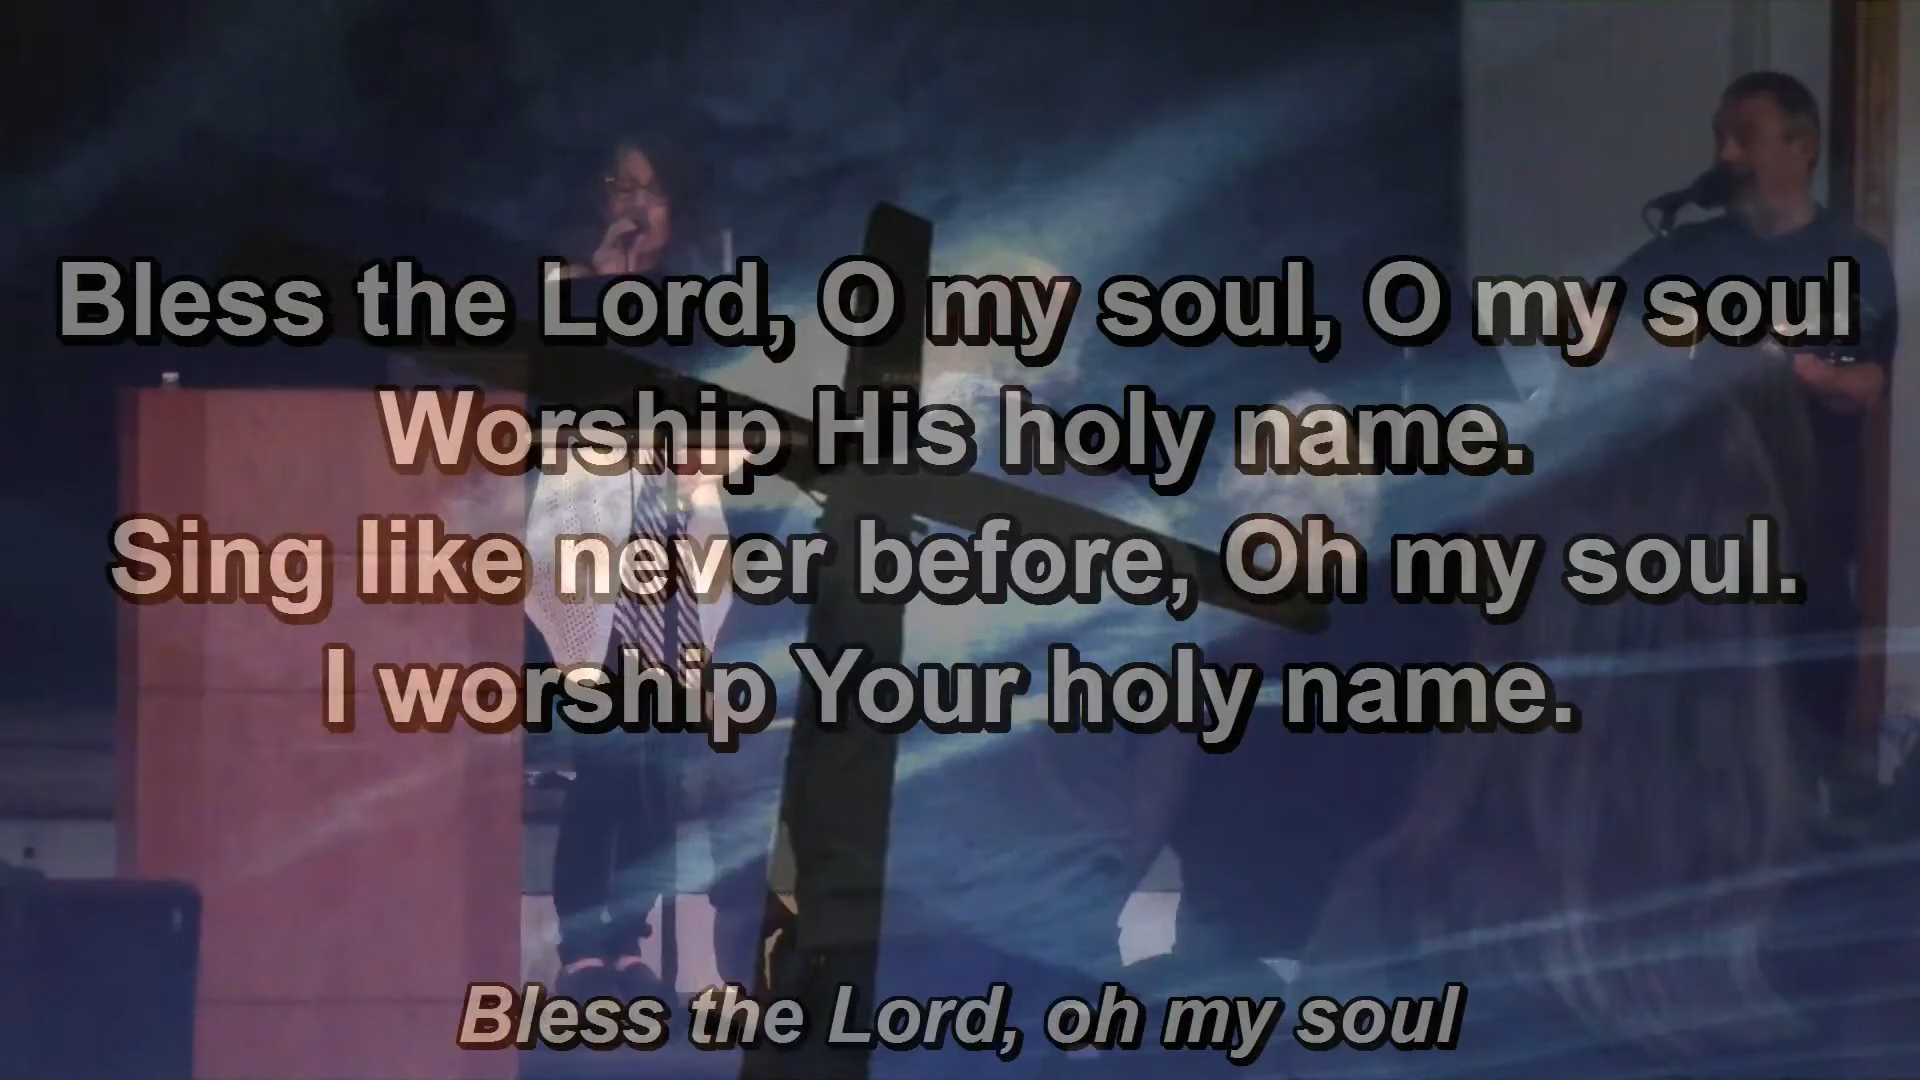 Bless the Lord, O my soul, O my soul
Worship His holy name.
Sing like never before, Oh my soul.
I worship Your holy name.
Bless the Lord, oh my soul